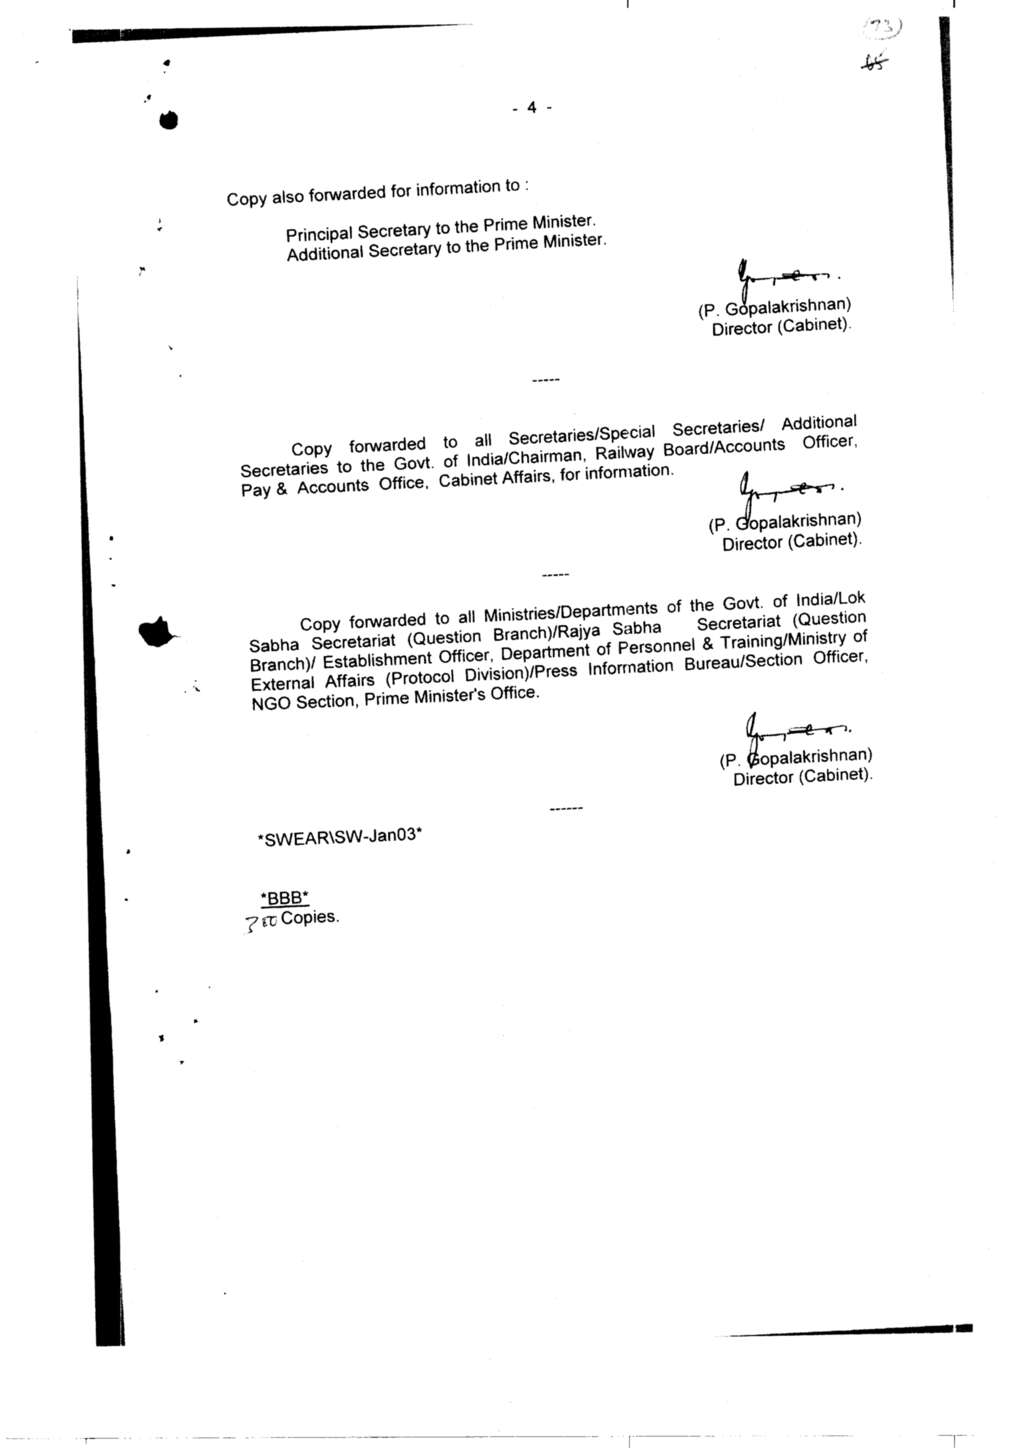 (73)
65
- 4 -
Copy also forwarded for information to :
Principal Secretary to the Prime Minister.
Additional Secretary to the Prime Minister.
(P. Gopalakrishnan)
Director (Cabinet).
-----
Copy forwarded to all Secretaries/Special Secretaries/ Additional
Secretaries to the Govt. of India/Chairman, Railway Board/Accounts Officer,
Pay & Accounts Office, Cabinet Affairs, for information.
(P. Gopalakrishnan)
Director (Cabinet).
-----
Copy forwarded to all Ministries/Departments of the Govt. of India/Lok
Sabha Secretariat (Question Branch)/Rajya Sabha Secretariat (Question
Branch)/ Establishment Officer, Department of Personnel & Training/Ministry of
External Affairs (Protocol Division)/Press Information Bureau/Section Officer,
NGO Section, Prime Minister's Office.
(P. Gopalakrishnan)
Director (Cabinet).
------
*SWEAR\SW-Jan03*
*BBB*
Copies.